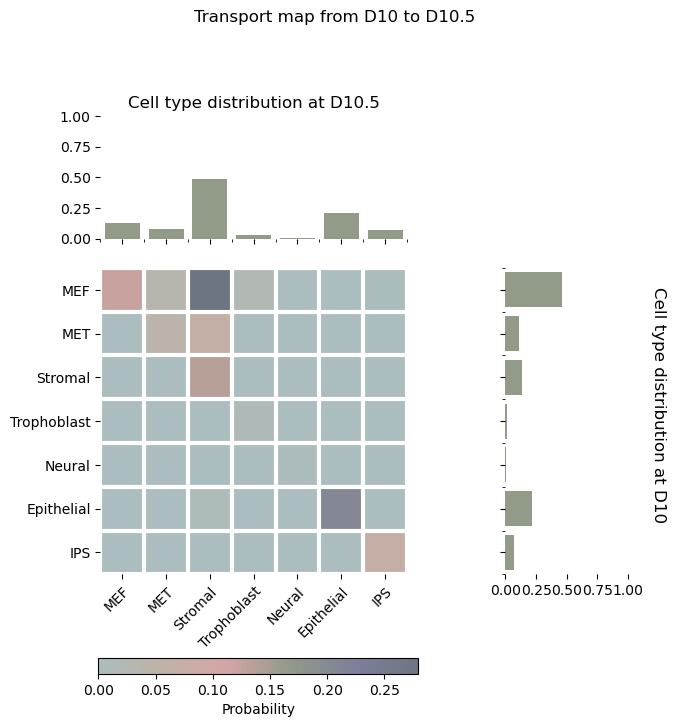 Transport map from D10 to D10.5
Cell type distribution at D10.5
1.00
0.75
0.50
0.25
0.00
MEF
MET
Stromal
Trophoblast
Neural
Epithelial
IPS
MEF
MET
Stromal
Trophoblast
Neural
Epithelial
IPS
0.00 0.25 0.50 0.75 1.00
Cell type distribution at D10
0.00 0.05 0.10 0.15 0.20 0.25
Probability